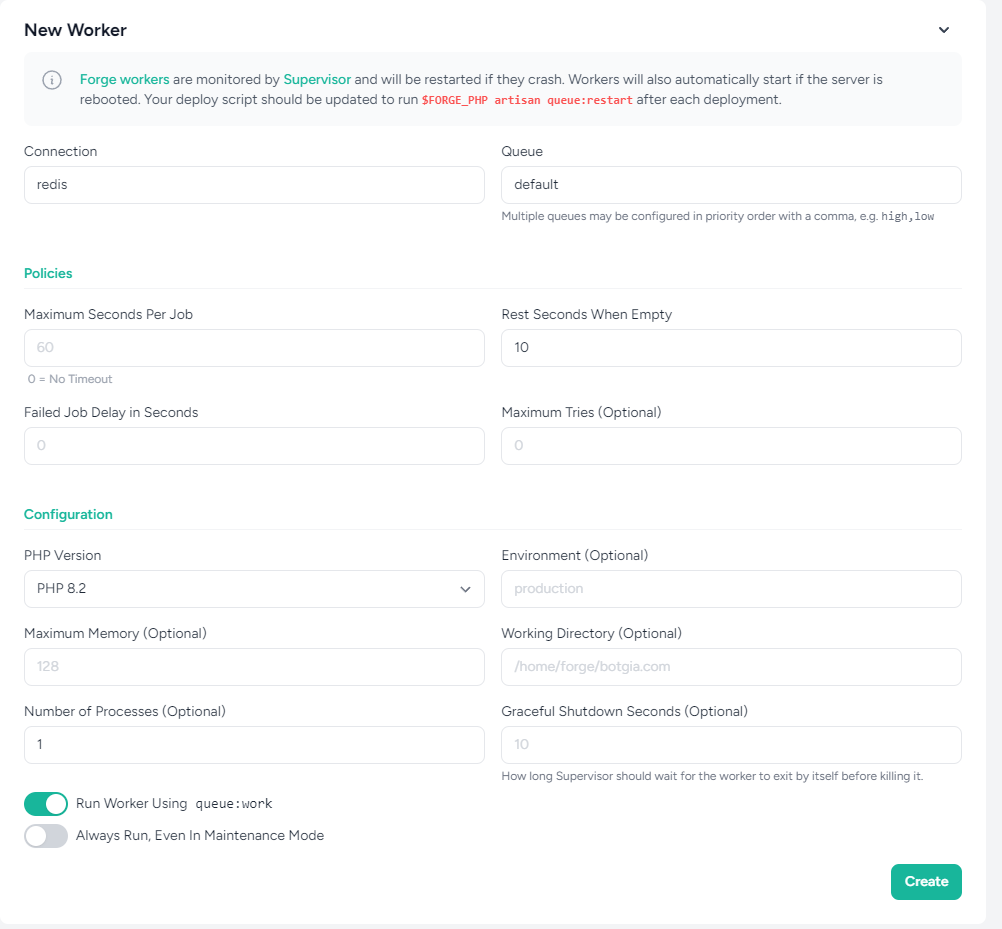 New Worker
Forge workers are monitored by Supervisor and will be restarted if they crash. Workers will also automatically start if the server is
rebooted. Your deploy script should be updated to run $FORGE_PHP artisan queue:restart after each deployment.
Connection
redis
Queue
default
Multiple queues may be configured in priority order with a comma, e.g. high,low
Policies
Maximum Seconds Per Job
60
0 = No Timeout
Rest Seconds When Empty
10
Failed Job Delay in Seconds
0
Maximum Tries (Optional)
0
Configuration
PHP Version
PHP 8.2
Environment (Optional)
production
Maximum Memory (Optional)
128
Working Directory (Optional)
/home/forge/botgia.com
Number of Processes (Optional)
1
Graceful Shutdown Seconds (Optional)
10
How long Supervisor should wait for the worker to exit by itself before killing it.
Run Worker Using queue:work
Always Run, Even In Maintenance Mode
Create